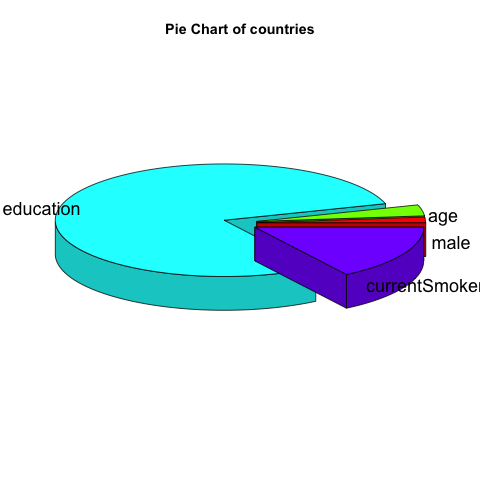 Pie Chart of countries
education
age
male
currentSmoker